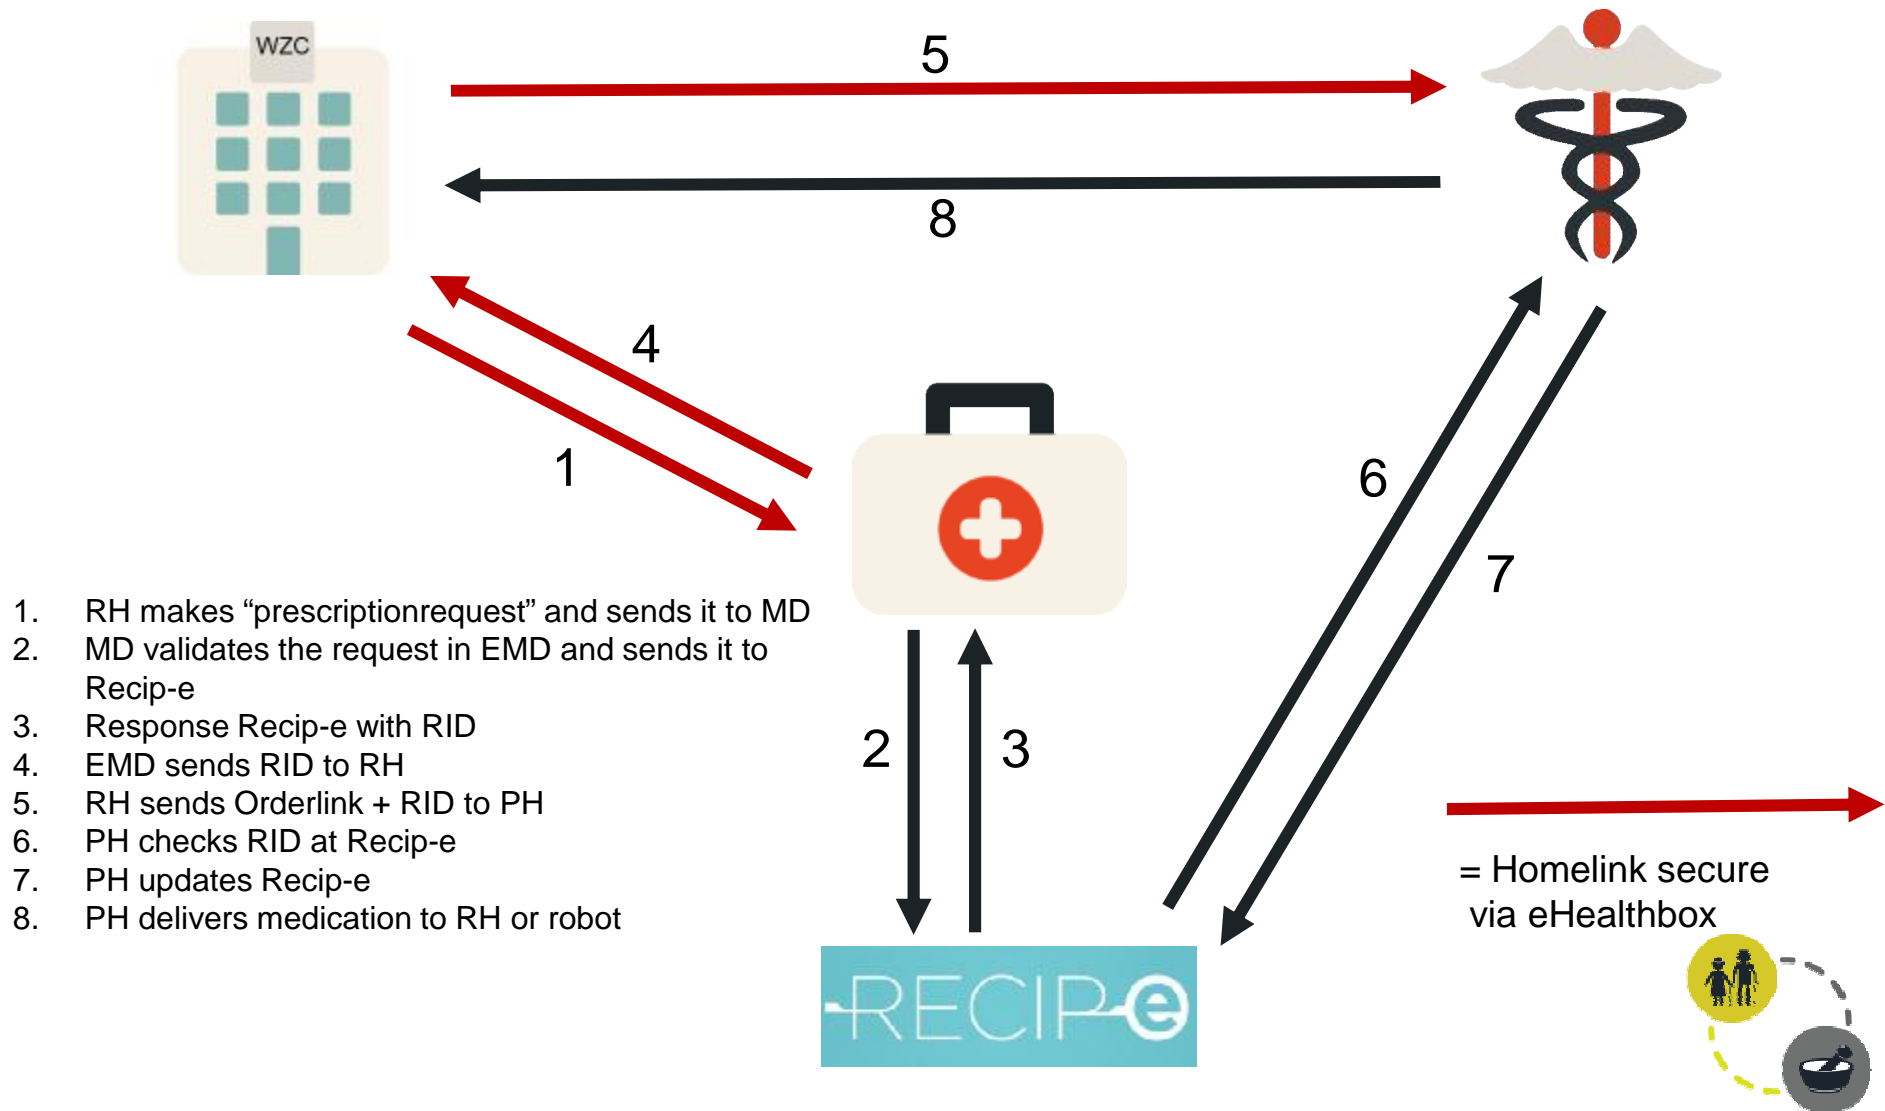 WZC
5
8
4
1
6
7
1. RH makes “prescriptionrequest” and sends it to MD
2. MD validates the request in EMD and sends it to
Recip-e
3. Response Recip-e with RID
4. EMD sends RID to RH
5. RH sends Orderlink + RID to PH
6. PH checks RID at Recip-e
7. PH updates Recip-e
8. PH delivers medication to RH or robot
2
3
= Homelink secure
via eHealthbox
RECIP-e